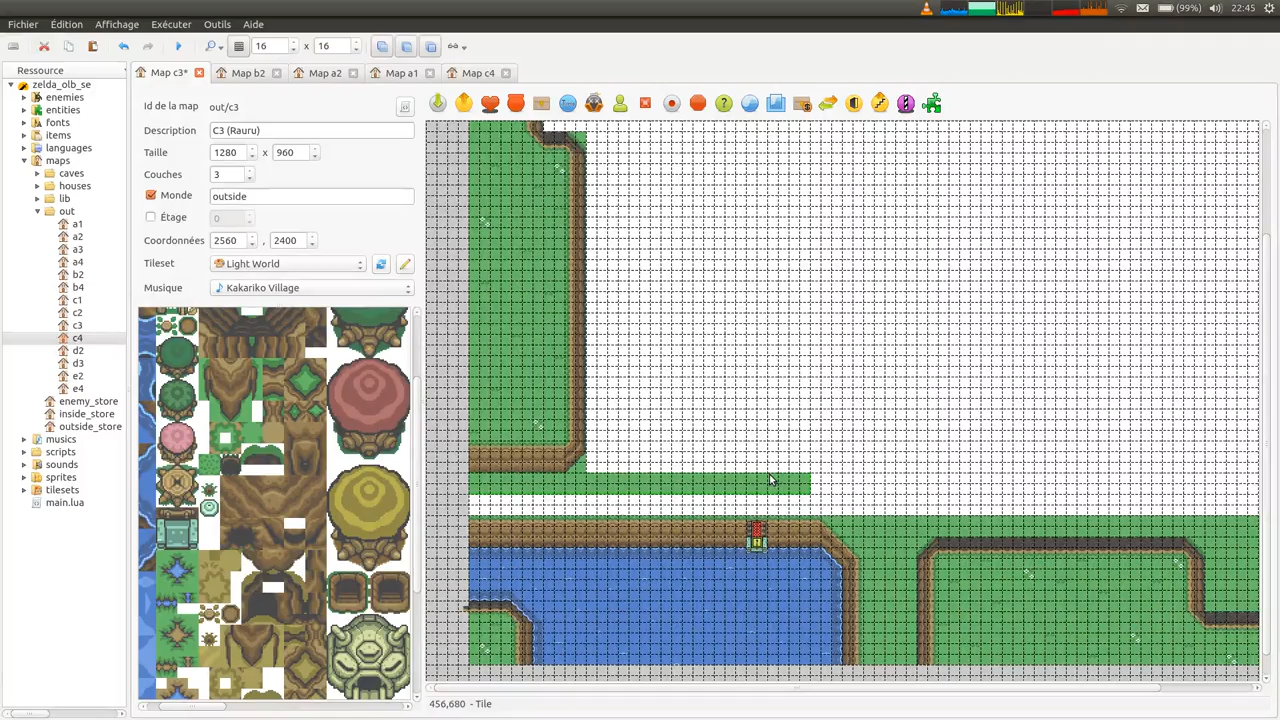 (99%) 22:45
Fichier Édition Affichage Exécuter Outils Aide
16 x 16
Ressource
zelda_olb_se
enemies
entities
fonts
items
languages
maps
caves
houses
lib
out
a1
a2
a3
a4
b2
b4
c1
c2
c3
c4
d2
d3
e2
e4
enemy_store
inside_store
outside_store
musics
scripts
sounds
sprites
tilesets
main.lua
Map c3* Map b2 Map a2 Map a1 Map c4
Id de la map out/c3
Description C3 (Rauru)
Taille 1280 x 960
Couches 3
Monde outside
Étage 0
Coordonnées 2560 , 2400
Tileset Light World
Musique Kakariko Village
456,680 - Tile